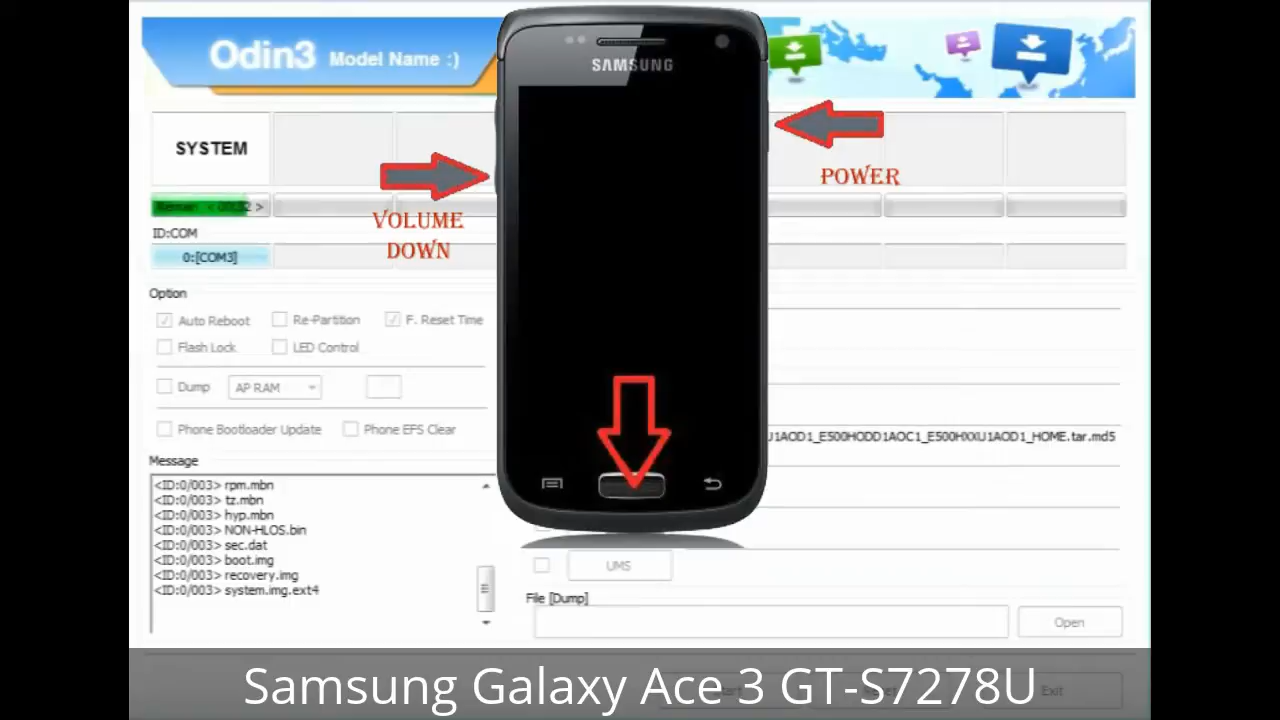 Odin3 Model Name :)
SAMSUNG
SYSTEM
POWER
VOLUME
DOWN
ID:COM
0:[COM3]
Option
Auto Reboot
Re-Partition
F. Reset Time
Flash Lock
LED Control
Dump
AP RAM
Phone Bootloader Update
Phone EFS Clear
U1AOD1_E500HODD1AOC1_E500HXXU1AOD1_HOME.tar.md5
Message
<ID:0/003> rpm.mbn
<ID:0/003> tz.mbn
<ID:0/003> hyp.mbn
<ID:0/003> NON-HLOS.bin
<ID:0/003> sec.dat
<ID:0/003> boot.img
<ID:0/003> recovery.img
<ID:0/003> system.img.ext4
UMS
File [Dump]
Open
Samsung Galaxy Ace 3 GT-S7278U
Exit